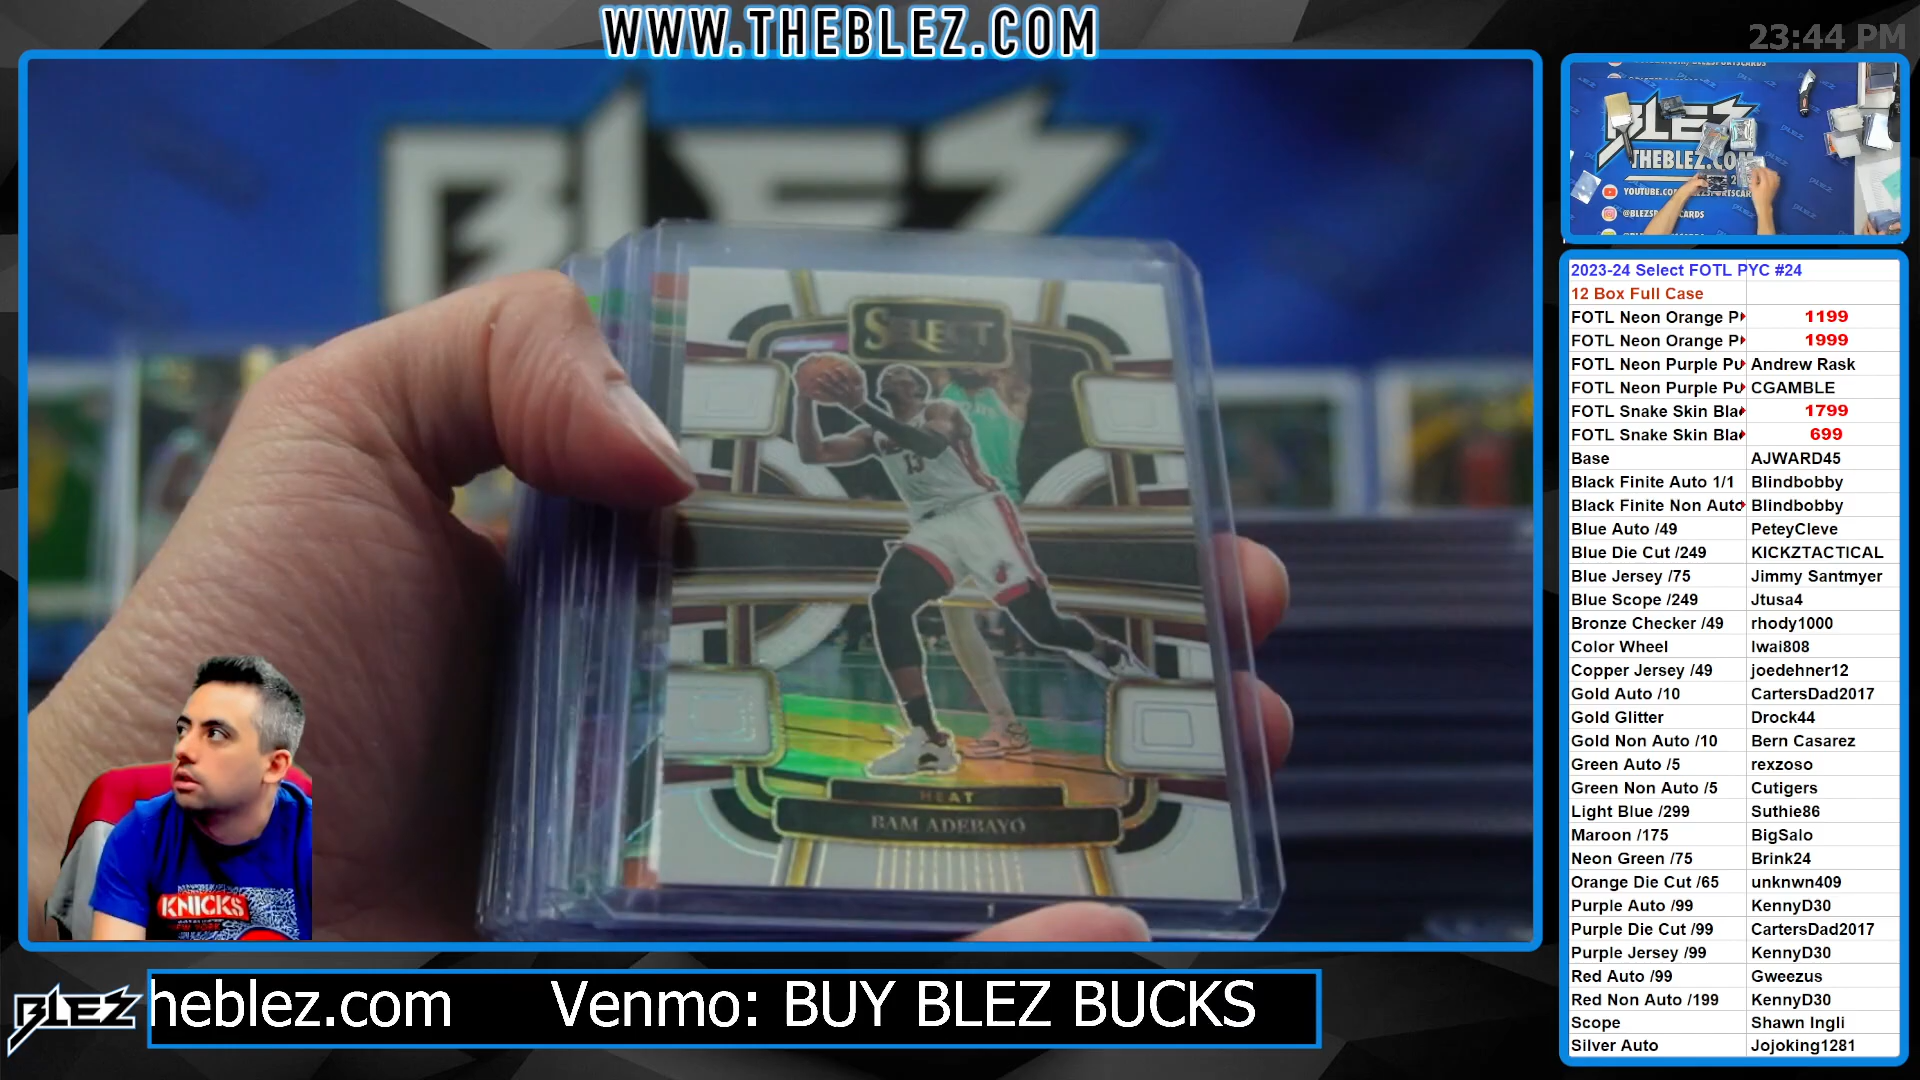 WWW.THEBLEZ.COM
23:44 PM
BLEZ
SELECT
13
HEAT
BAM ADEBAYO
KNICKS
NEW YORK
BLEZ
THEBLEZ.COM
2023-24 Select FOTL PYC #24
12 Box Full Case
FOTL Neon Orange P 1199
FOTL Neon Orange P 1999
FOTL Neon Purple Pu Andrew Rask
FOTL Neon Purple Pu CGAMBLE
FOTL Snake Skin Bla 1799
FOTL Snake Skin Bla 699
Base AJWARD45
Black Finite Auto 1/1 Blindbobby
Black Finite Non Auto Blindbobby
Blue Auto /49 PeteyCleve
Blue Die Cut /249 KICKZTACTICAL
Blue Jersey /75 Jimmy Santmyer
Blue Scope /249 Jtusa4
Bronze Checker /49 rhody1000
Color Wheel Iwai808
Copper Jersey /49 joedehner12
Gold Auto /10 CartersDad2017
Gold Glitter Drock44
Gold Non Auto /10 Bern Casarez
Green Auto /5 rexzoso
Green Non Auto /5 Cutigers
Light Blue /299 Suthie86
Maroon /175 BigSalo
Neon Green /75 Brink24
Orange Die Cut /65 unknwn409
Purple Auto /99 KennyD30
Purple Die Cut /99 CartersDad2017
Purple Jersey /99 KennyD30
Red Auto /99 Gweezus
Red Non Auto /199 KennyD30
Scope Shawn Ingli
Silver Auto Jojoking1281
BLEZ
heblez.com Venmo: BUY BLEZ BUCKS